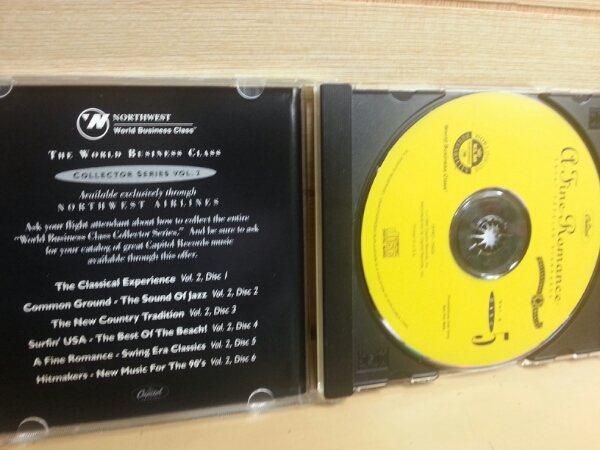 NORTHWEST
World Business Class
THE WORLD BUSINESS CLASS
COLLECTOR SERIES VOL. 2
Available exclusively through
NORTHWEST AIRLINES
Ask your flight attendant about how to collect the entire
"World Business Class Collector Series." And be sure to ask
for your catalog of great Capitol Records music
available through this offer.
The Classical Experience Vol. 2, Disc 1
Common Ground - The Sound Of Jazz Vol. 2, Disc 2
The New Country Tradition Vol. 2, Disc 3
Surfin' USA - The Best Of The Beach! Vol. 2, Disc 4
A Fine Romance - Swing Era Classics Vol. 2, Disc 5
Hitmakers - New Music For The 90's Vol. 2, Disc 6
Capitol
World Business Class
Capitol
A Fine Romance
5